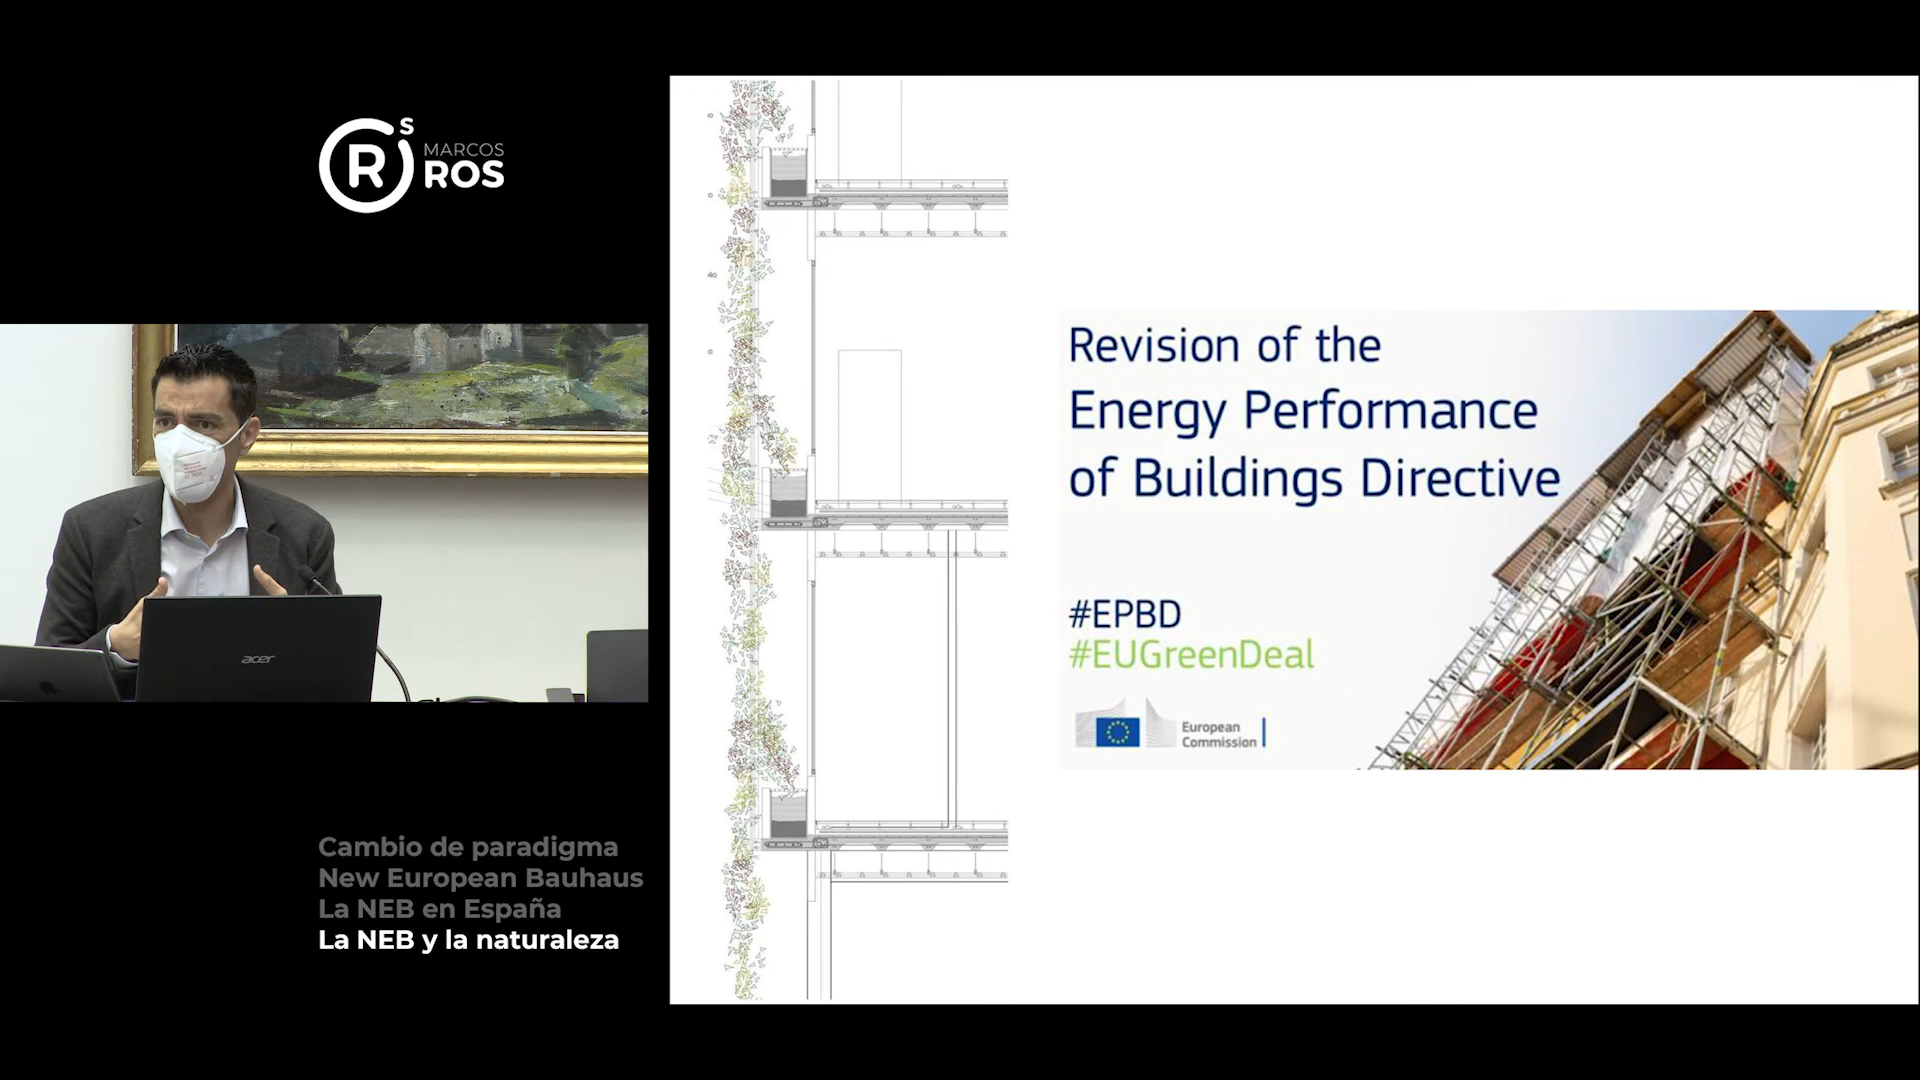 R S
MARCOS
ROS
acer
Cambio de paradigma
New European Bauhaus
La NEB en España
La NEB y la naturaleza
Revision of the
Energy Performance
of Buildings Directive
#EPBD
#EUGreenDeal
European
Commission